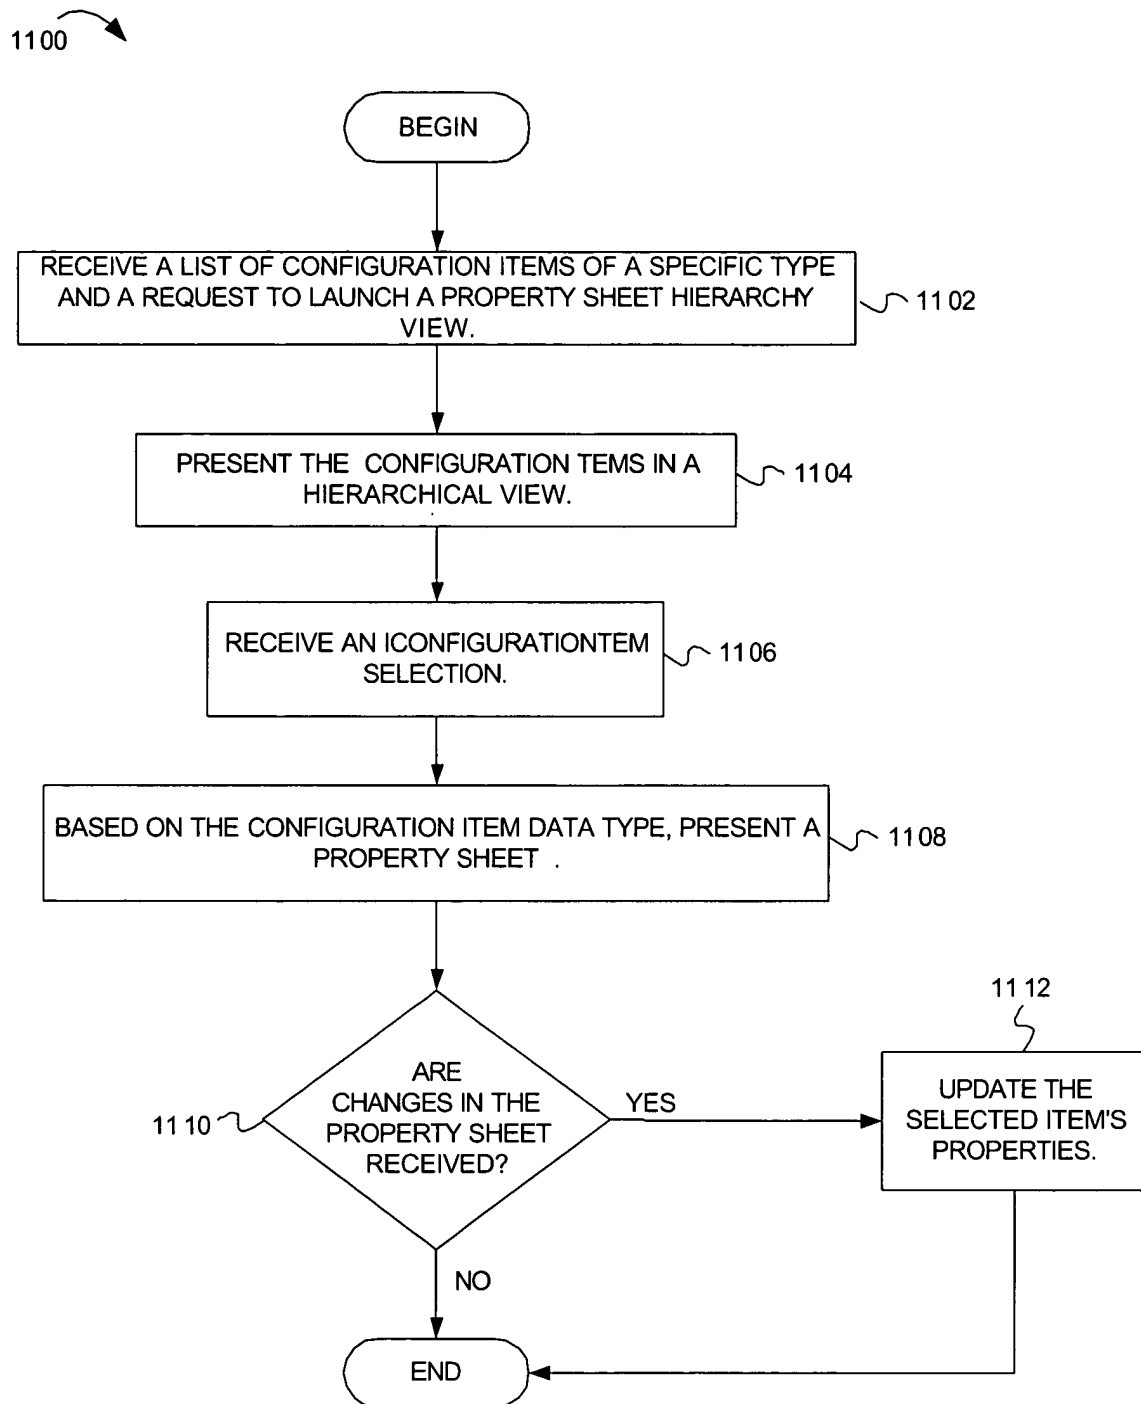 1100
BEGIN
RECEIVE A LIST OF CONFIGURATION ITEMS OF A SPECIFIC TYPE
AND A REQUEST TO LAUNCH A PROPERTY SHEET HIERARCHY
VIEW.
1102
PRESENT THE CONFIGURATION TEMS IN A
HIERARCHICAL VIEW.
1104
RECEIVE AN ICONFIGURATIONTEM
SELECTION.
1106
BASED ON THE CONFIGURATION ITEM DATA TYPE, PRESENT A
PROPERTY SHEET .
1108
ARE
CHANGES IN THE
PROPERTY SHEET
RECEIVED?
1110
YES
1112
UPDATE THE
SELECTED ITEM'S
PROPERTIES.
NO
END